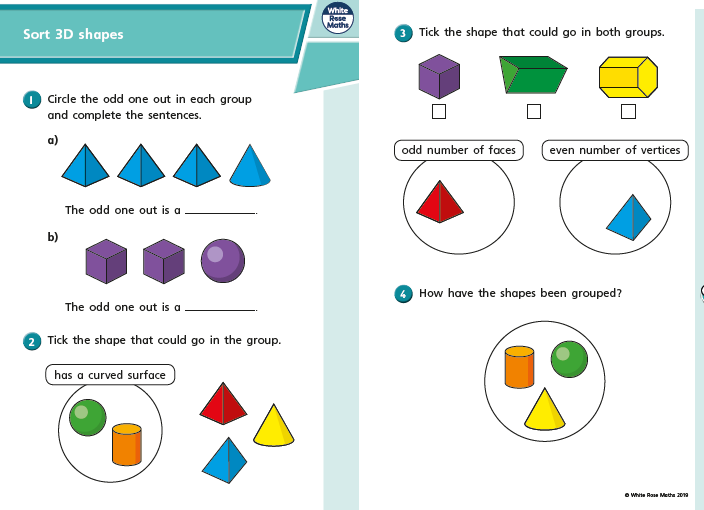 Sort 3D shapes
White
Rose
Maths
1 Circle the odd one out in each group
and complete the sentences.
a)
The odd one out is a ____________.
b)
The odd one out is a ____________.
2 Tick the shape that could go in the group.
has a curved surface
3 Tick the shape that could go in both groups.
odd number of faces
even number of vertices
4 How have the shapes been grouped?
© White Rose Maths 2019